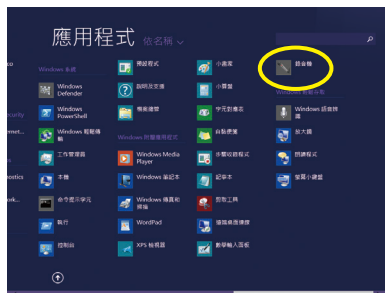 應用程式 依名稱
Windows 系統
Windows
Defender
Windows
PowerShell
Windows 輕鬆傳
輸
工作管理員
本機
命令提示字元
執行
控制台
預設程式
說明及支援
檔案總管
Windows 附屬應用程式
Windows Media
Player
Windows 筆記本
Windows 傳真和
掃描
WordPad
XPS 檢視器
小畫家
小算盤
字元對應表
自黏便箋
步驟收錄程式
記事本
剪取工具
遠端桌面連線
數學輸入面板
錄音機
Windows 輕鬆存取
Windows 語音辨
識
放大鏡
朗讀程式
螢幕小鍵盤